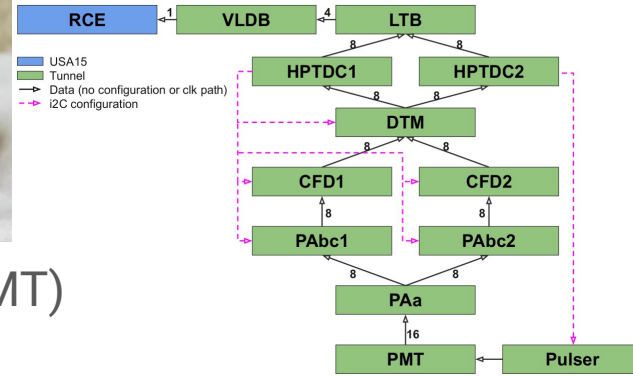 RCE 1 VLDB 4 LTB
8 8
USA15
Tunnel
Data (no configuration or clk path)
i2C configuration
HPTDC1 HPTDC2
8 8
DTM
8 8
CFD1 CFD2
8 8
PAbc1 PAbc2
8 8
MT)
PAa
16
PMT Pulser